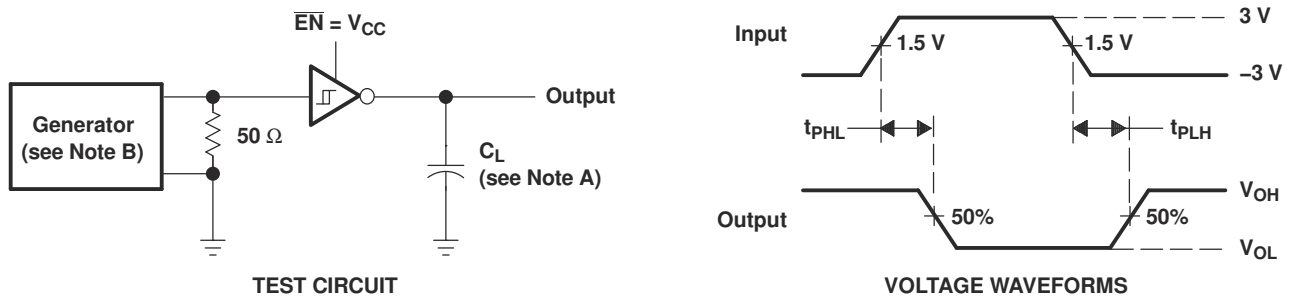 EN = VCC
Generator
(see Note B)
50 Ω
Output
CL
(see Note A)
TEST CIRCUIT
Input
1.5 V
1.5 V
3 V
–3 V
tPHL
tPLH
Output
50%
50%
VOH
VOL
VOLTAGE WAVEFORMS